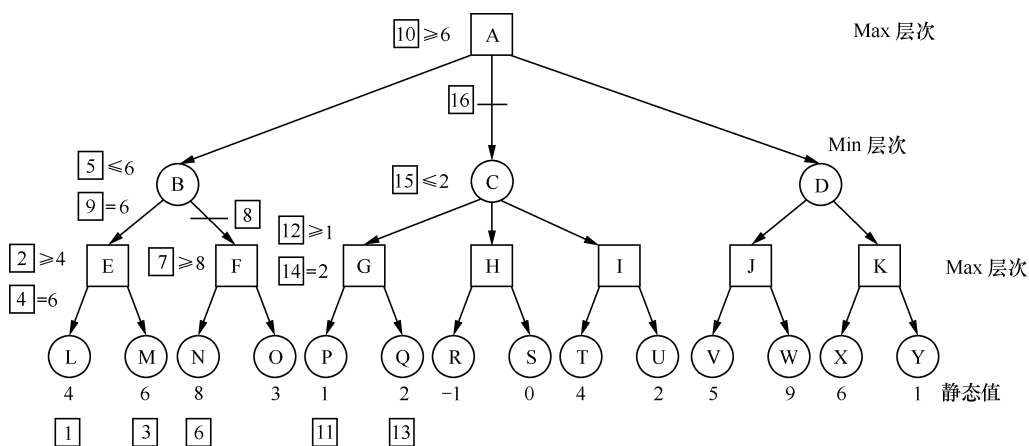 10 ≥6 A Max 层次
16
Min 层次
5 ≤6 B 15 ≤2 C D
9 =6 8
12 ≥1
2 ≥4 E 7 ≥8 F G H I J K Max 层次
14 =2
4 =6
L M N O P Q R S T U V W X Y
4 6 8 3 1 2 -1 0 4 2 5 9 6 1 静态值
1 3 6 11 13